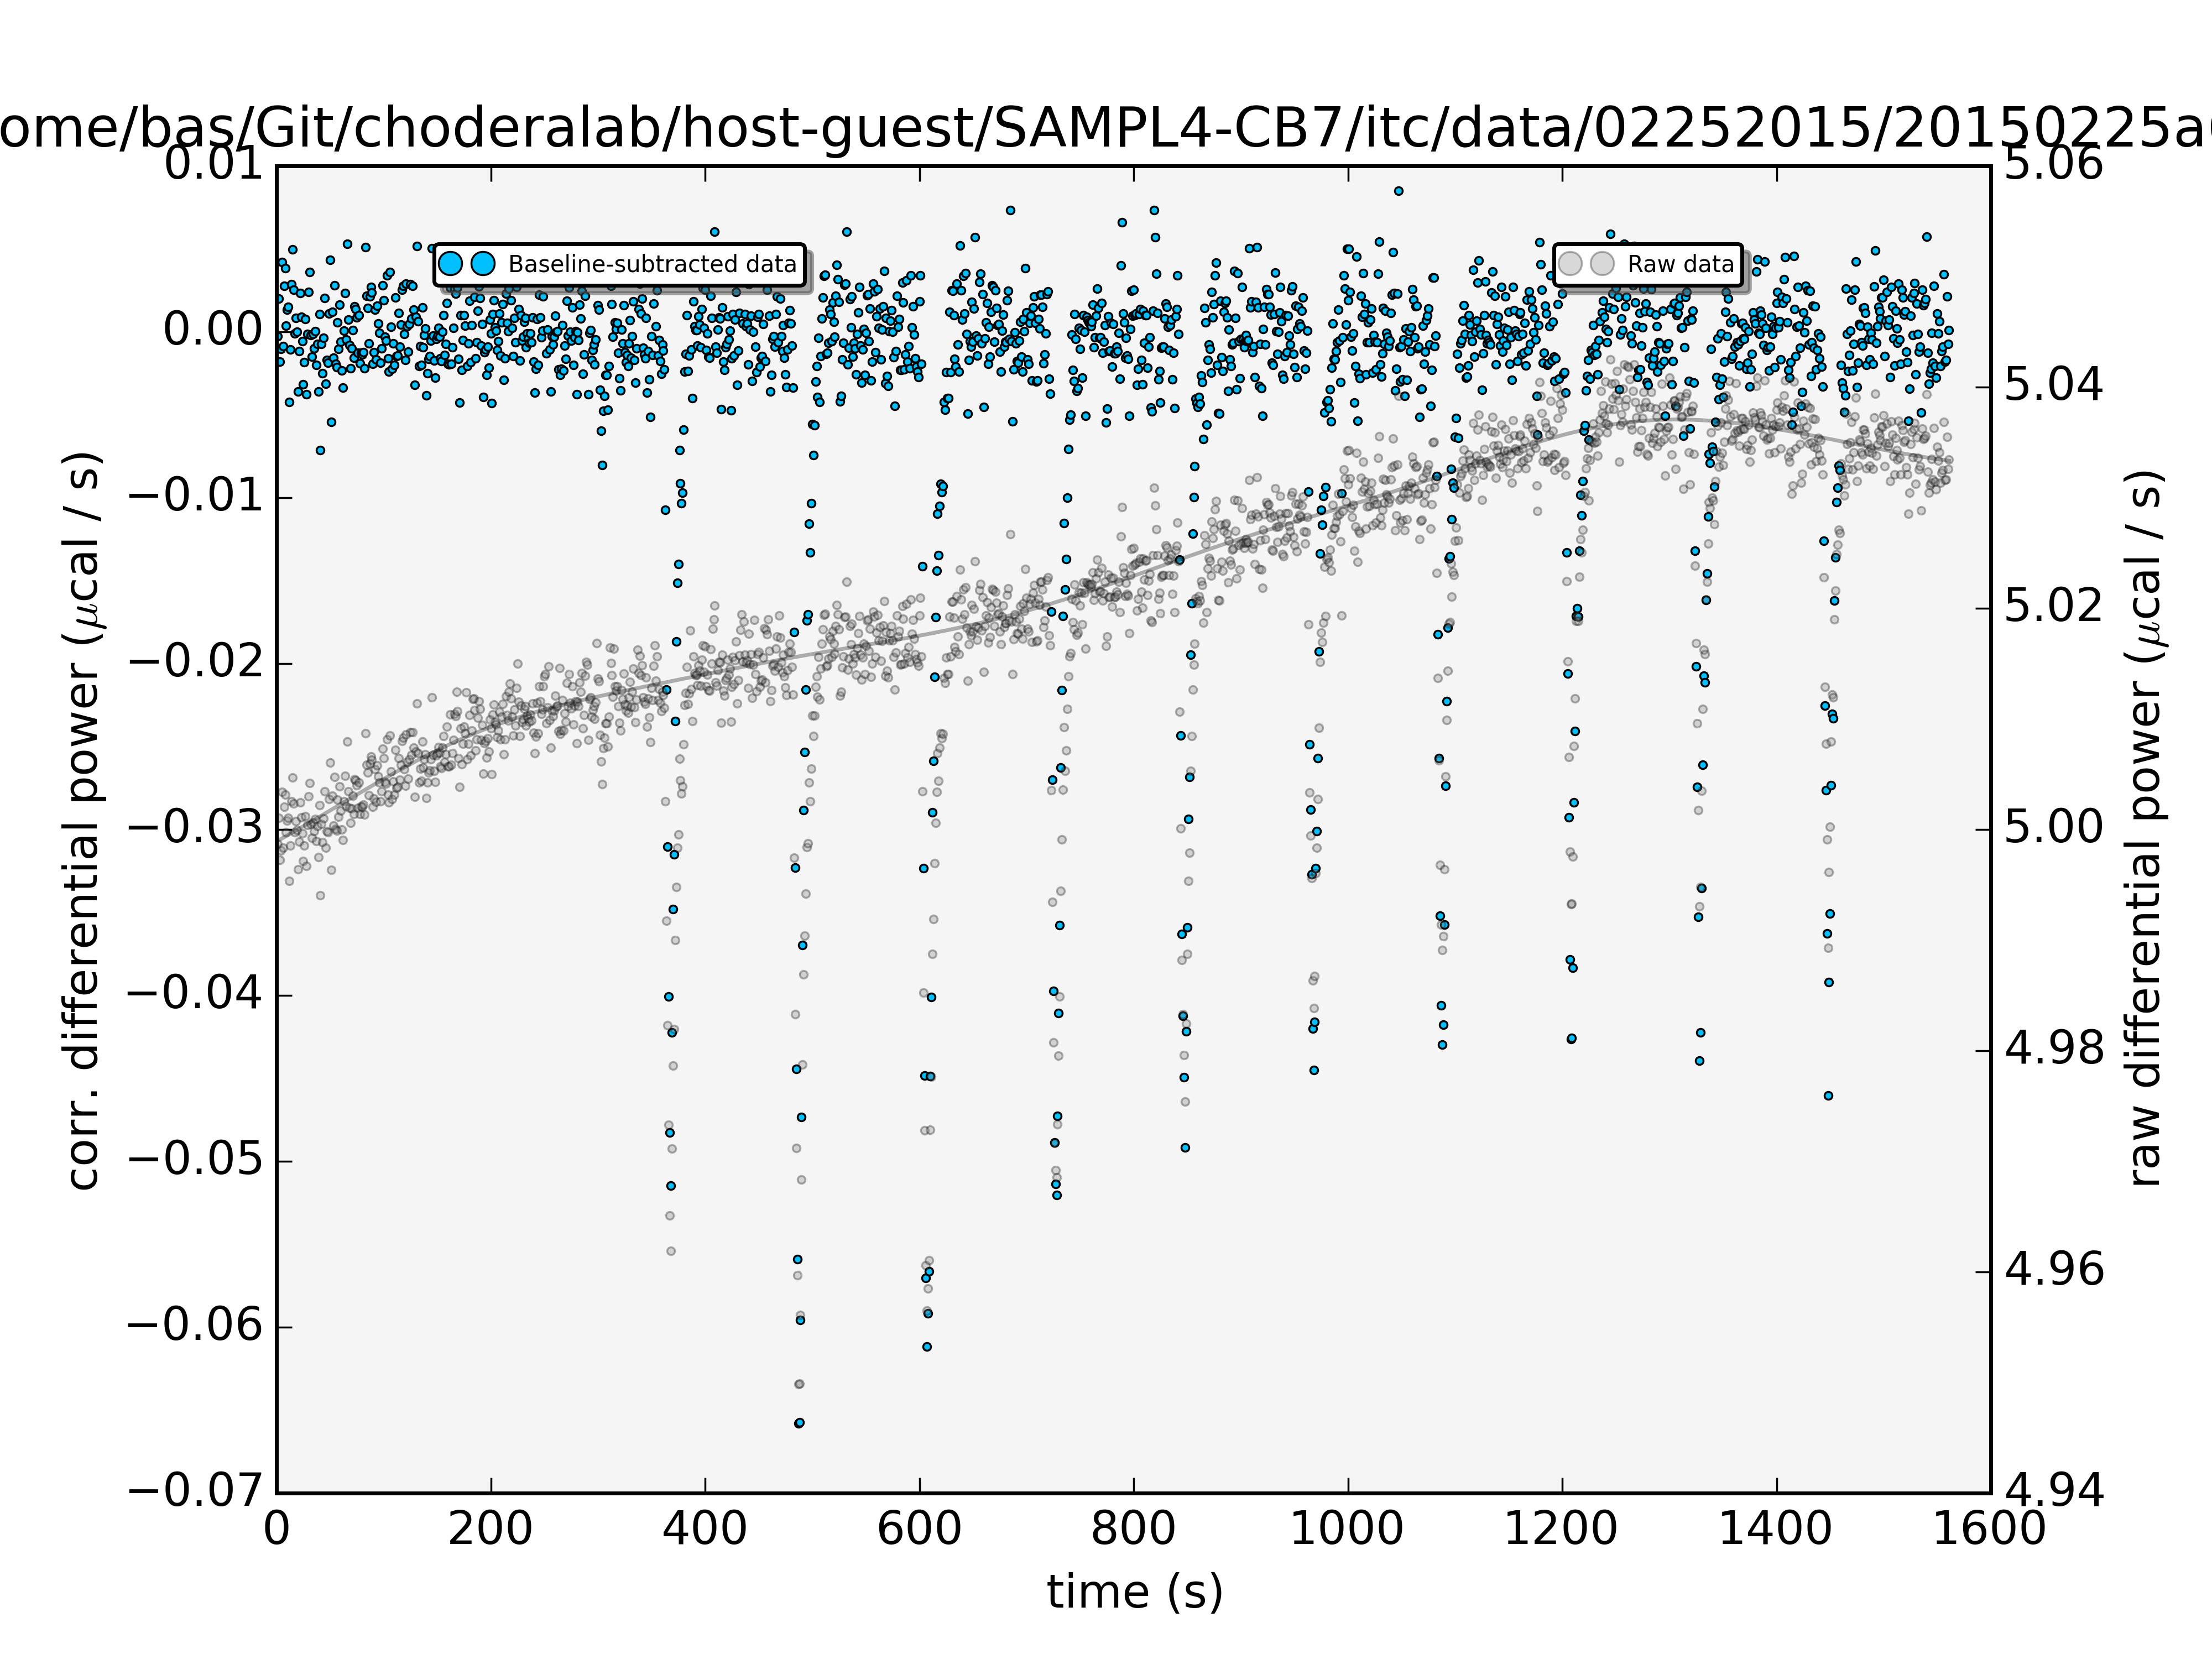 ome/bas/Git/choderalab/host-guest/SAMPL4-CB7/itc/data/02252015/20150225a
Baseline-subtracted data
Raw data
0.01
0.00
−0.01
−0.02
−0.03
−0.04
−0.05
−0.06
−0.07
corr. differential power (μcal / s)
5.06
5.04
5.02
5.00
4.98
4.96
4.94
raw differential power (μcal / s)
0 200 400 600 800 1000 1200 1400 1600
time (s)